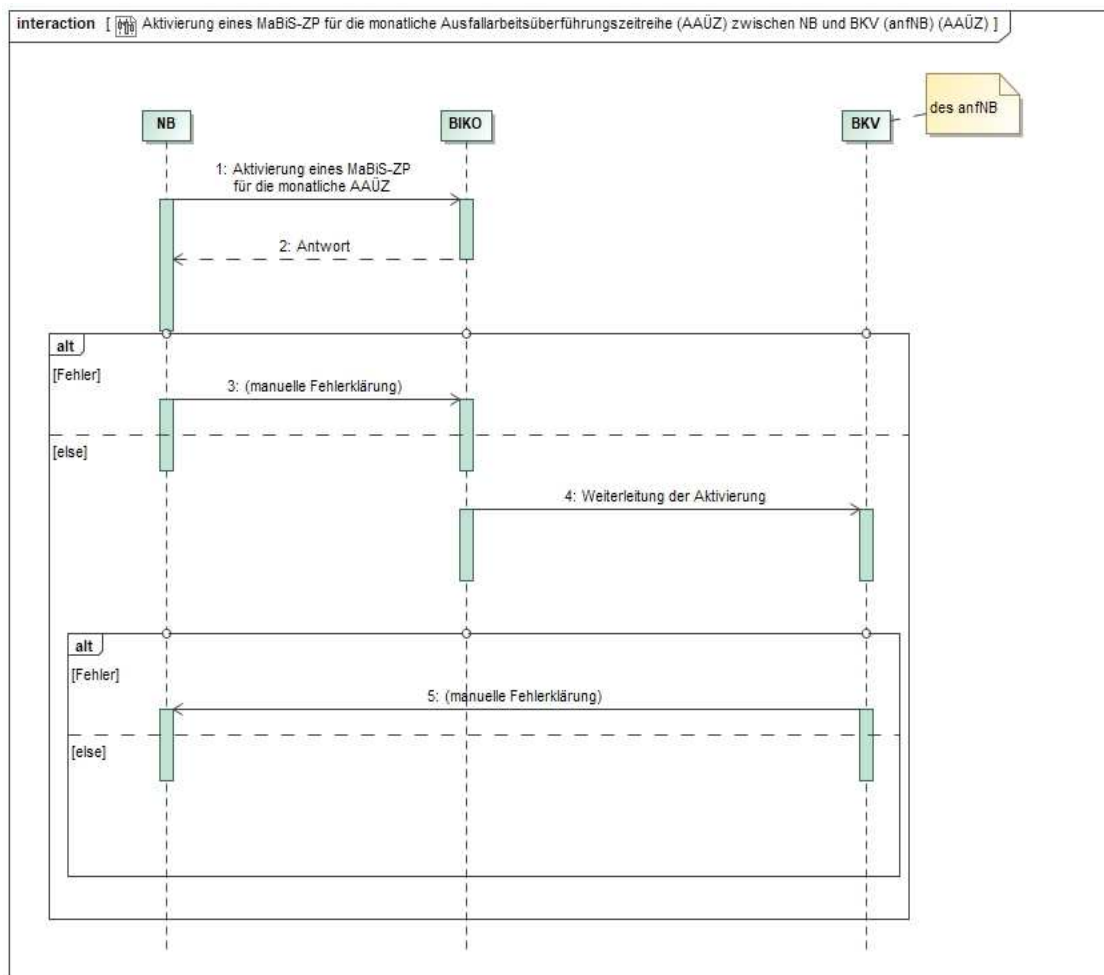 interaction [ Aktivierung eines MaBiS-ZP für die monatliche Ausfallarbeitsüberführungszeitreihe (AAÜZ) zwischen NB und BKV (anfNB) (AAÜZ) ]
des anfNB
NB
BIKO
BKV
1: Aktivierung eines MaBiS-ZP
für die monatliche AAÜZ
2: Antwort
alt
[Fehler]
3: (manuelle Fehlerklärung)
[else]
4: Weiterleitung der Aktivierung
alt
[Fehler]
5: (manuelle Fehlerklärung)
[else]